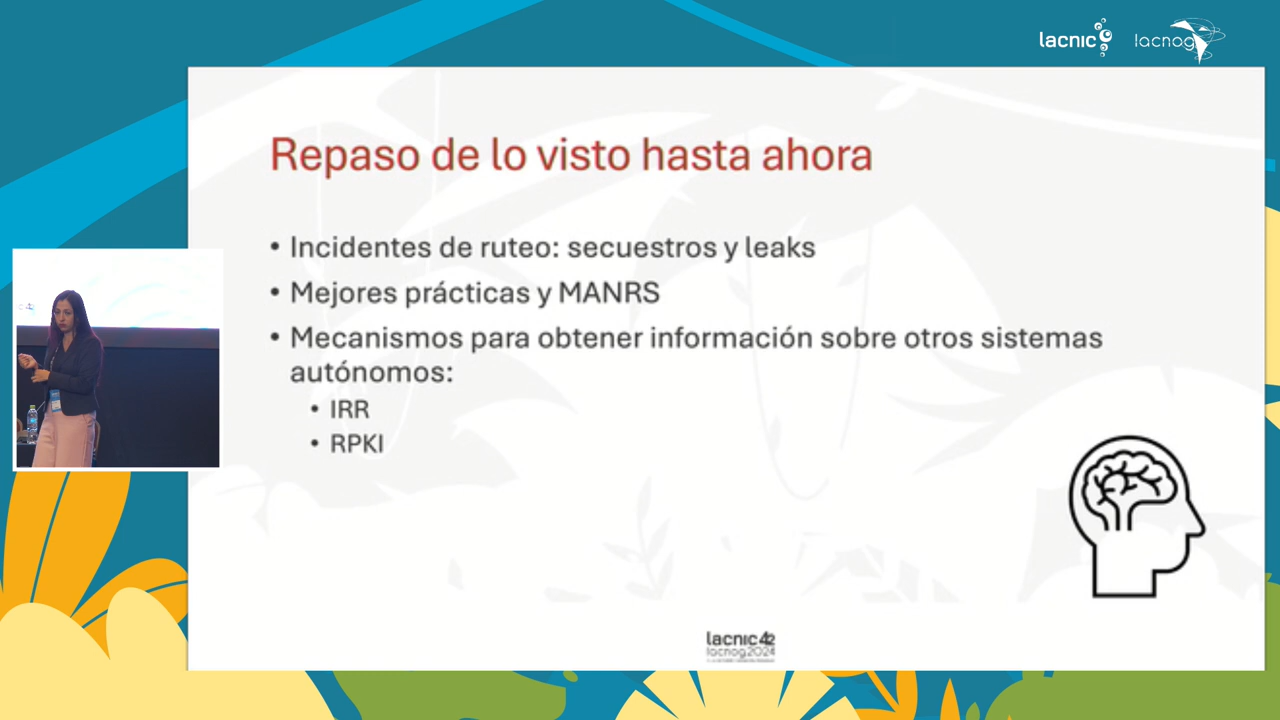 lacnic
lacnog
Repaso de lo visto hasta ahora
• Incidentes de ruteo: secuestros y leaks
• Mejores prácticas y MANRS
• Mecanismos para obtener información sobre otros sistemas
autónomos:
• IRR
• RPKI
lacnic42
lacnog2024